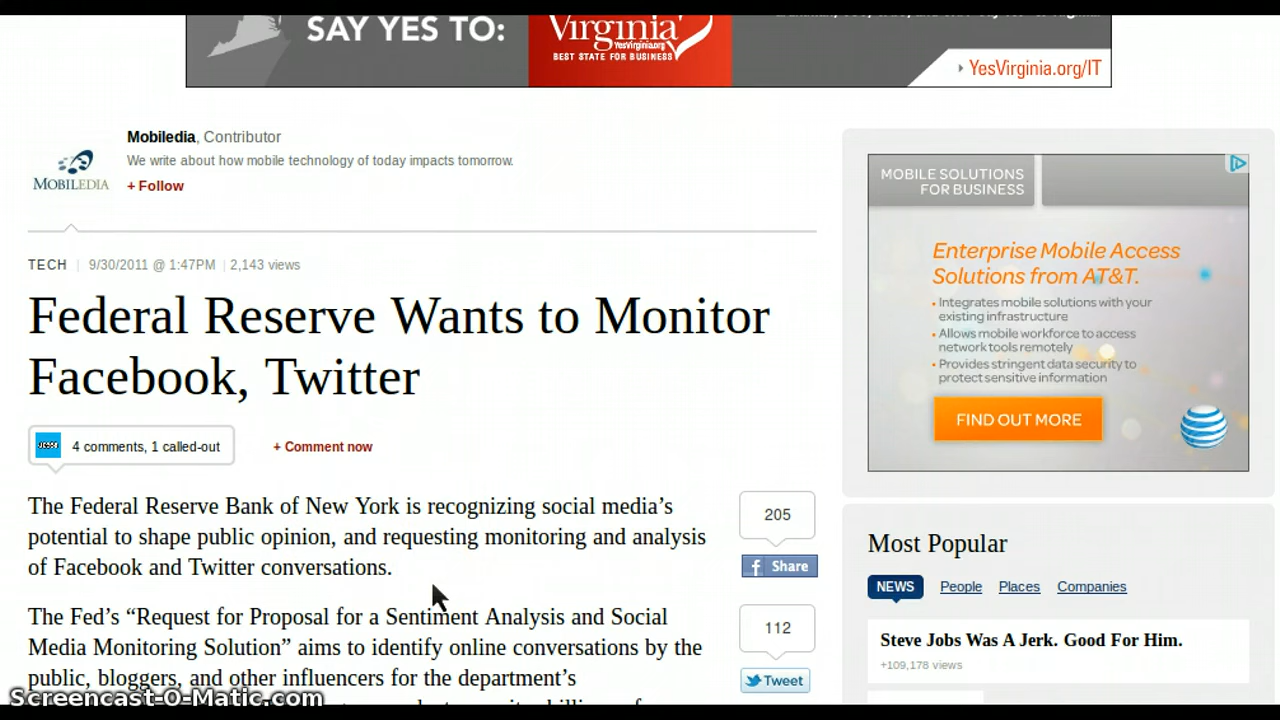 SAY YES TO:
Virginia
YesVirginia.org
BEST STATE FOR BUSINESS
YesVirginia.org/IT
Mobiledia, Contributor
We write about how mobile technology of today impacts tomorrow.
MOBILEDIA
+ Follow
TECH | 9/30/2011 @ 1:47PM | 2,143 views
Federal Reserve Wants to Monitor
Facebook, Twitter
4 comments, 1 called-out
+ Comment now
The Federal Reserve Bank of New York is recognizing social media’s
potential to shape public opinion, and requesting monitoring and analysis
of Facebook and Twitter conversations.
The Fed’s “Request for Proposal for a Sentiment Analysis and Social
Media Monitoring Solution” aims to identify online conversations by the
public, bloggers, and other influencers for the department’s
205
f Share
112
Tweet
MOBILE SOLUTIONS
FOR BUSINESS
Enterprise Mobile Access
Solutions from AT&T.
• Integrates mobile solutions with your
existing infrastructure
• Allows mobile workforce to access
network tools remotely
• Provides stringent data security to
protect sensitive information
FIND OUT MORE
Most Popular
NEWS People Places Companies
Steve Jobs Was A Jerk. Good For Him.
+109,178 views
Screencast-O-Matic.com